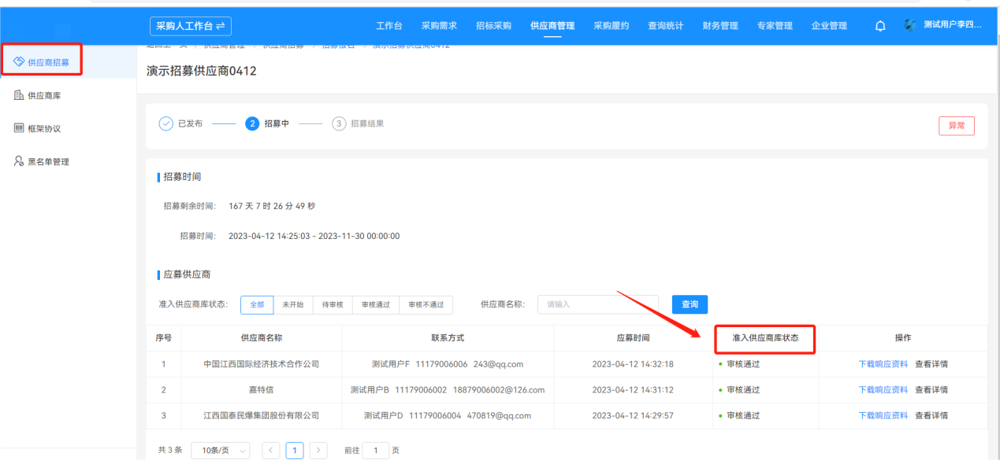 采购人工作台 ⇌ 工作台 采购需求 招标采购 供应商管理 采购履约 查询统计 财务管理 专家管理 企业管理 测试用户李四...
供应商招募
供应商库
框架协议
黑名单管理
演示招募供应商0412
已发布 2 招募中 3 招募结果 异常
招募时间
招募剩余时间: 167 天 7 时 26 分 49 秒
招募时间: 2023-04-12 14:25:03 - 2023-11-30 00:00:00
应募供应商
准入供应商库状态: 全部 未开始 待审核 审核通过 审核不通过 供应商名称: 请输入 查询
序号 供应商名称 联系方式 应募时间 准入供应商库状态 操作
1 中国江西国际经济技术合作公司 测试用户F 11179006006 243@qq.com 2023-04-12 14:32:18 审核通过 下载响应资料 查看详情
2 嘉特信 测试用户B 11179006002 18879006002@126.com 2023-04-12 14:31:12 审核通过 下载响应资料 查看详情
3 江西国泰民爆集团股份有限公司 测试用户D 11179006004 470819@qq.com 2023-04-12 14:29:57 审核通过 下载响应资料 查看详情
共 3 条 10条/页 < 1 > 前往 1 页